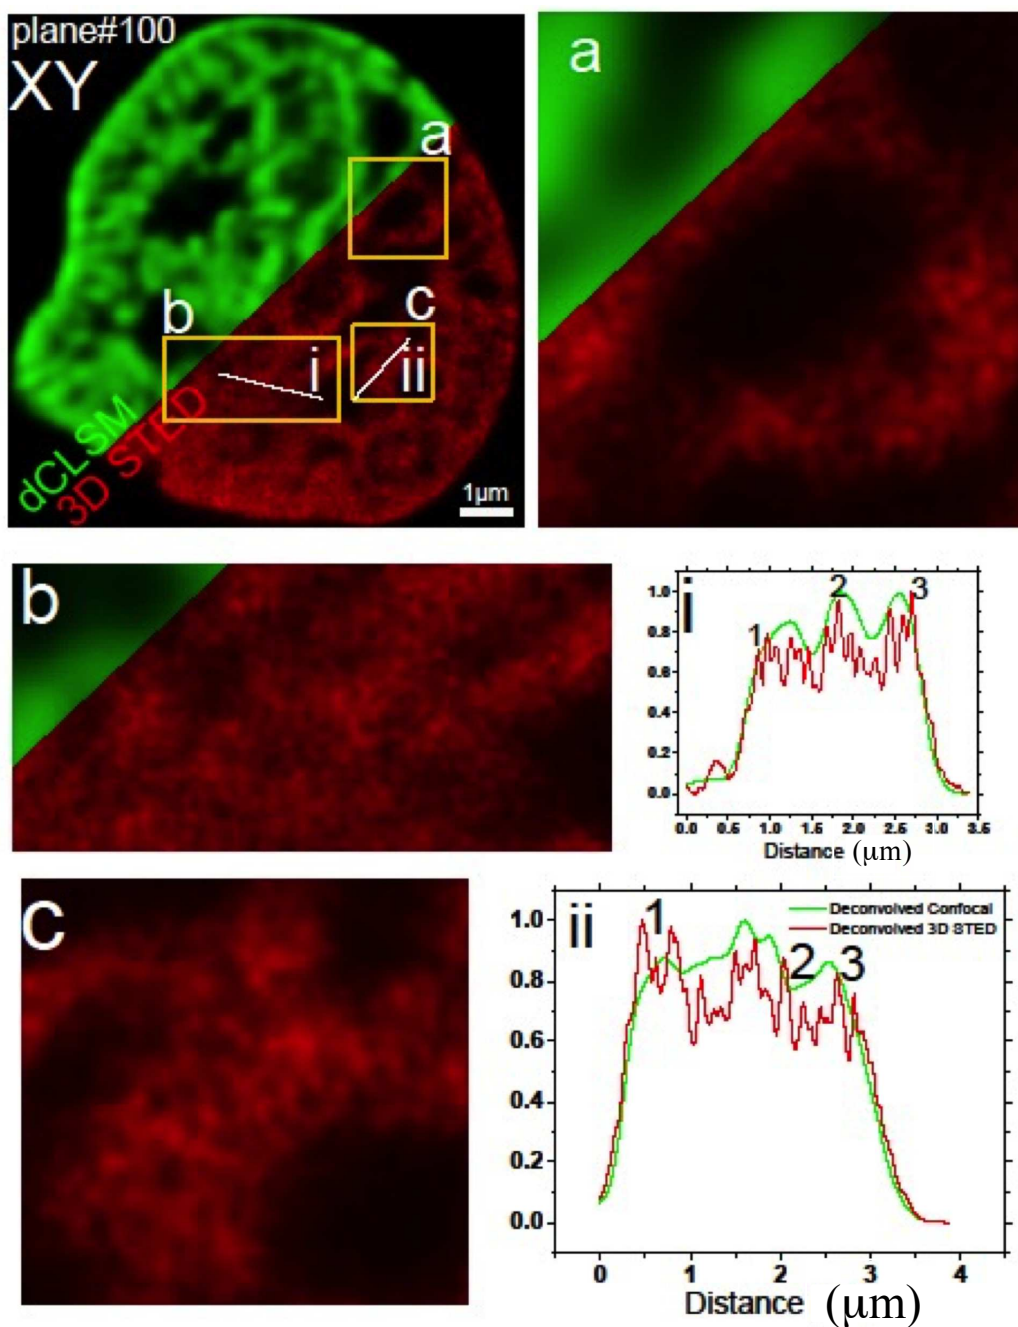 plane#100
XY
a
b
c
i
ii
dCLSM
3D STED
1µm
a
b
i
1
2
3
1.0
0.8
0.6
0.4
0.2
0.0
0.0 0.5 1.0 1.5 2.0 2.5 3.0 3.5
Distance (µm)
c
ii
Deconvolved Confocal
Deconvolved 3D STED
1
2
3
1.0
0.8
0.6
0.4
0.2
0.0
0 1 2 3 4
Distance (µm)